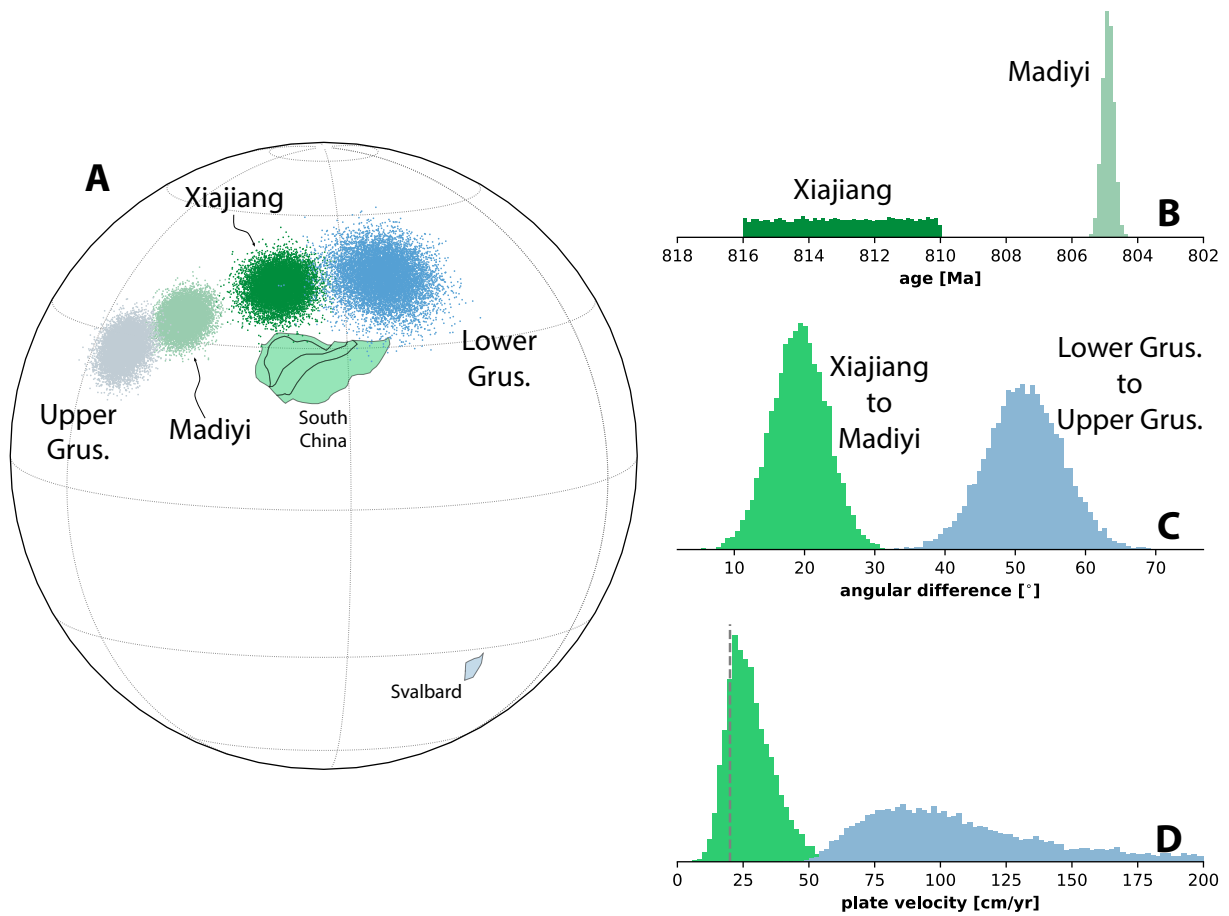 A
Xiajiang
Lower
Grus.
Upper
Grus.
Madiyi
South
China
Svalbard
Madiyi
Xiajiang
B
818 816 814 812 810 808 806 804 802
age [Ma]
Xiajiang
to
Madiyi
Lower Grus.
to
Upper Grus.
C
10 20 30 40 50 60 70
angular difference [°]
D
0 25 50 75 100 125 150 175 200
plate velocity [cm/yr]